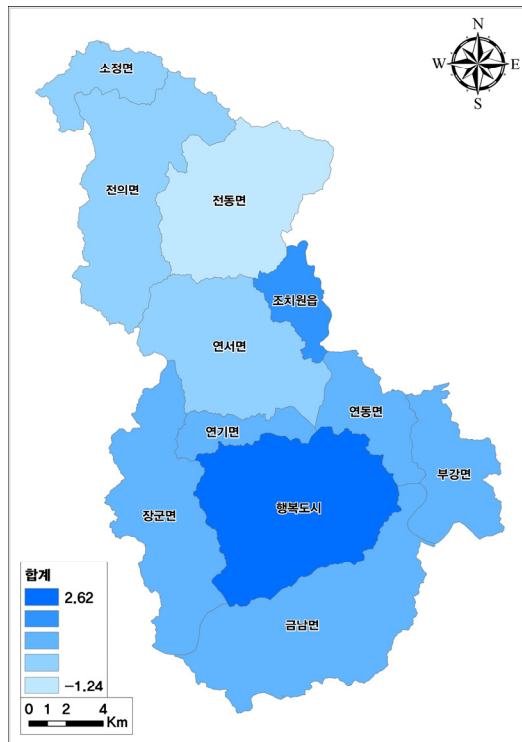 N
W E
S
소정면
전의면
전동면
조치원읍
연서면
연동면
연기면
부강면
행복도시
장군면
금남면
합계
2.62
-1.24
0 1 2 4
Km